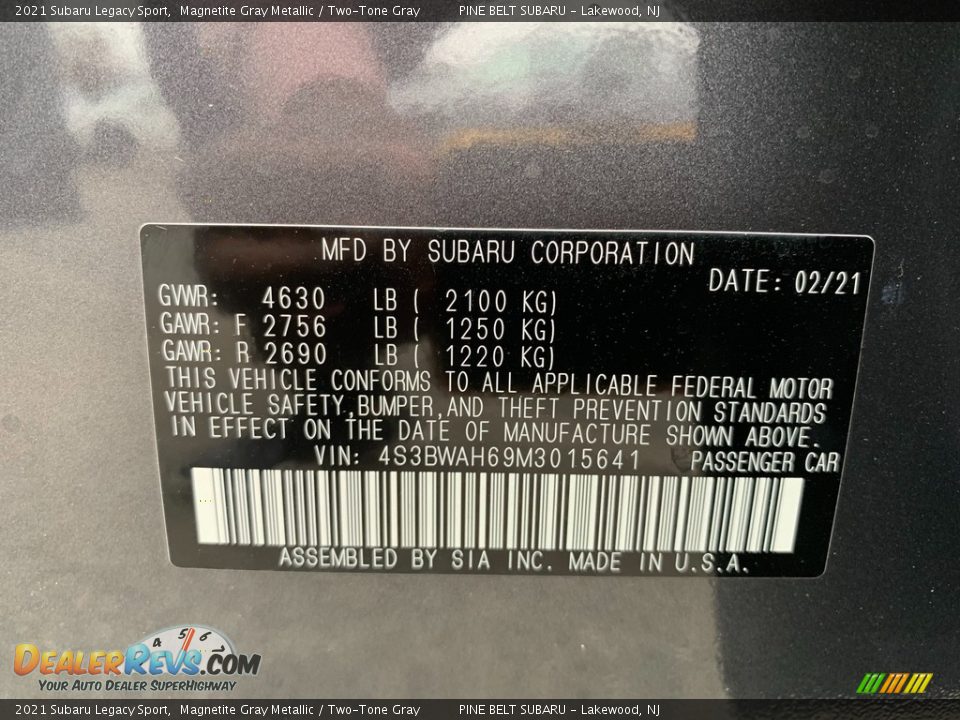 2021 Subaru Legacy Sport, Magnetite Gray Metallic / Two-Tone Gray PINE BELT SUBARU - Lakewood, NJ
MFD BY SUBARU CORPORATION
DATE: 02/21
GVWR: 4630 LB ( 2100 KG)
GAWR: F 2756 LB ( 1250 KG)
GAWR: R 2690 LB ( 1220 KG)
THIS VEHICLE CONFORMS TO ALL APPLICABLE FEDERAL MOTOR
VEHICLE SAFETY,BUMPER,AND THEFT PREVENTION STANDARDS
IN EFFECT ON THE DATE OF MANUFACTURE SHOWN ABOVE.
VIN: 4S3BWAH69M3015641 PASSENGER CAR
ASSEMBLED BY SIA INC. MADE IN U.S.A.
4 5 6
DEALERREVS.COM
YOUR AUTO DEALER SUPERHIGHWAY
2021 Subaru Legacy Sport, Magnetite Gray Metallic / Two-Tone Gray PINE BELT SUBARU - Lakewood, NJ